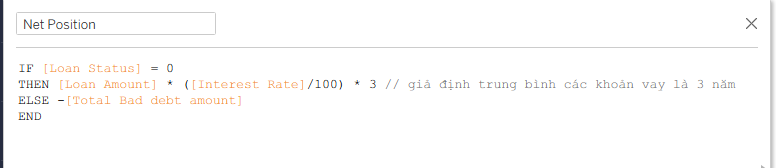 Net Position
IF [Loan Status] = 0
THEN [Loan Amount] * ([Interest Rate]/100) * 3 // giả định trung bình các khoản vay là 3 năm
ELSE -[Total Bad debt amount]
END